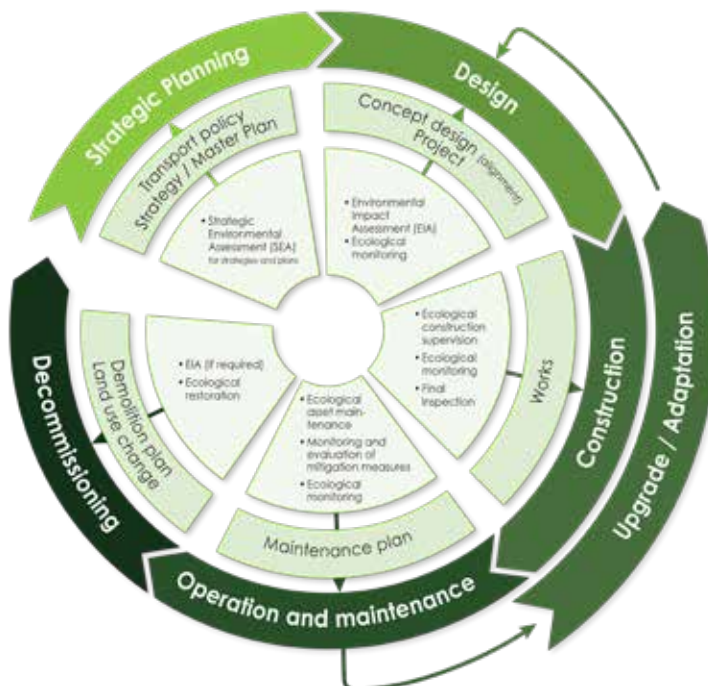 Strategic Planning
Transport policy
Strategy / Master Plan
• Strategic
Environmental
Assessment (SEA)
for strategies and plans
Design
Concept design (alignment)
Project
• Environmental
Impact
Assessment (EIA)
• Ecological
monitoring
Construction
Works
• Ecological
construction
supervision
• Ecological
monitoring
• Final
Inspection
Upgrade / Adaptation
Operation and maintenance
Maintenance plan
• Ecological
asset main-
tenance
• Monitoring and
evaluation of
mitigation measures
• Ecological
monitoring
Decommissioning
Demolition plan
Land use change
• EIA (if required)
• Ecological
restoration